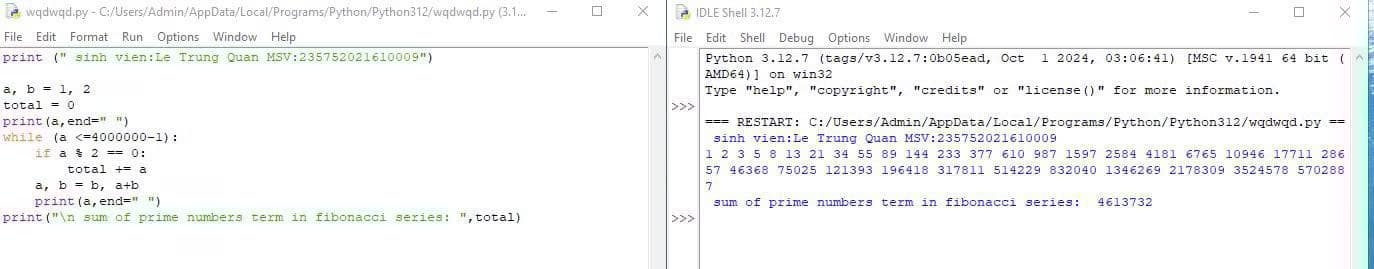 wqdwqd.py - C:/Users/Admin/AppData/Local/Programs/Python/Python312/wqdwqd.py (3.1...
File Edit Format Run Options Window Help
print (" sinh vien:Le Trung Quan MSV:235752021610009")
a, b = 1, 2
total = 0
print(a,end=" ")
while (a <=4000000-1):
    if a % 2 == 0:
        total += a
    a, b = b, a+b
    print(a,end=" ")
print("\n sum of prime numbers term in fibonacci series: ",total)
IDLE Shell 3.12.7
File Edit Shell Debug Options Window Help
Python 3.12.7 (tags/v3.12.7:0b05ead, Oct  1 2024, 03:06:41) [MSC v.1941 64 bit (
AMD64)] on win32
Type "help", "copyright", "credits" or "license()" for more information.
>>>
=== RESTART: C:/Users/Admin/AppData/Local/Programs/Python/Python312/wqdwqd.py ==
 sinh vien:Le Trung Quan MSV:235752021610009
1 2 3 5 8 13 21 34 55 89 144 233 377 610 987 1597 2584 4181 6765 10946 17711 286
57 46368 75025 121393 196418 317811 514229 832040 1346269 2178309 3524578 570288
7
 sum of prime numbers term in fibonacci series:  4613732
>>>